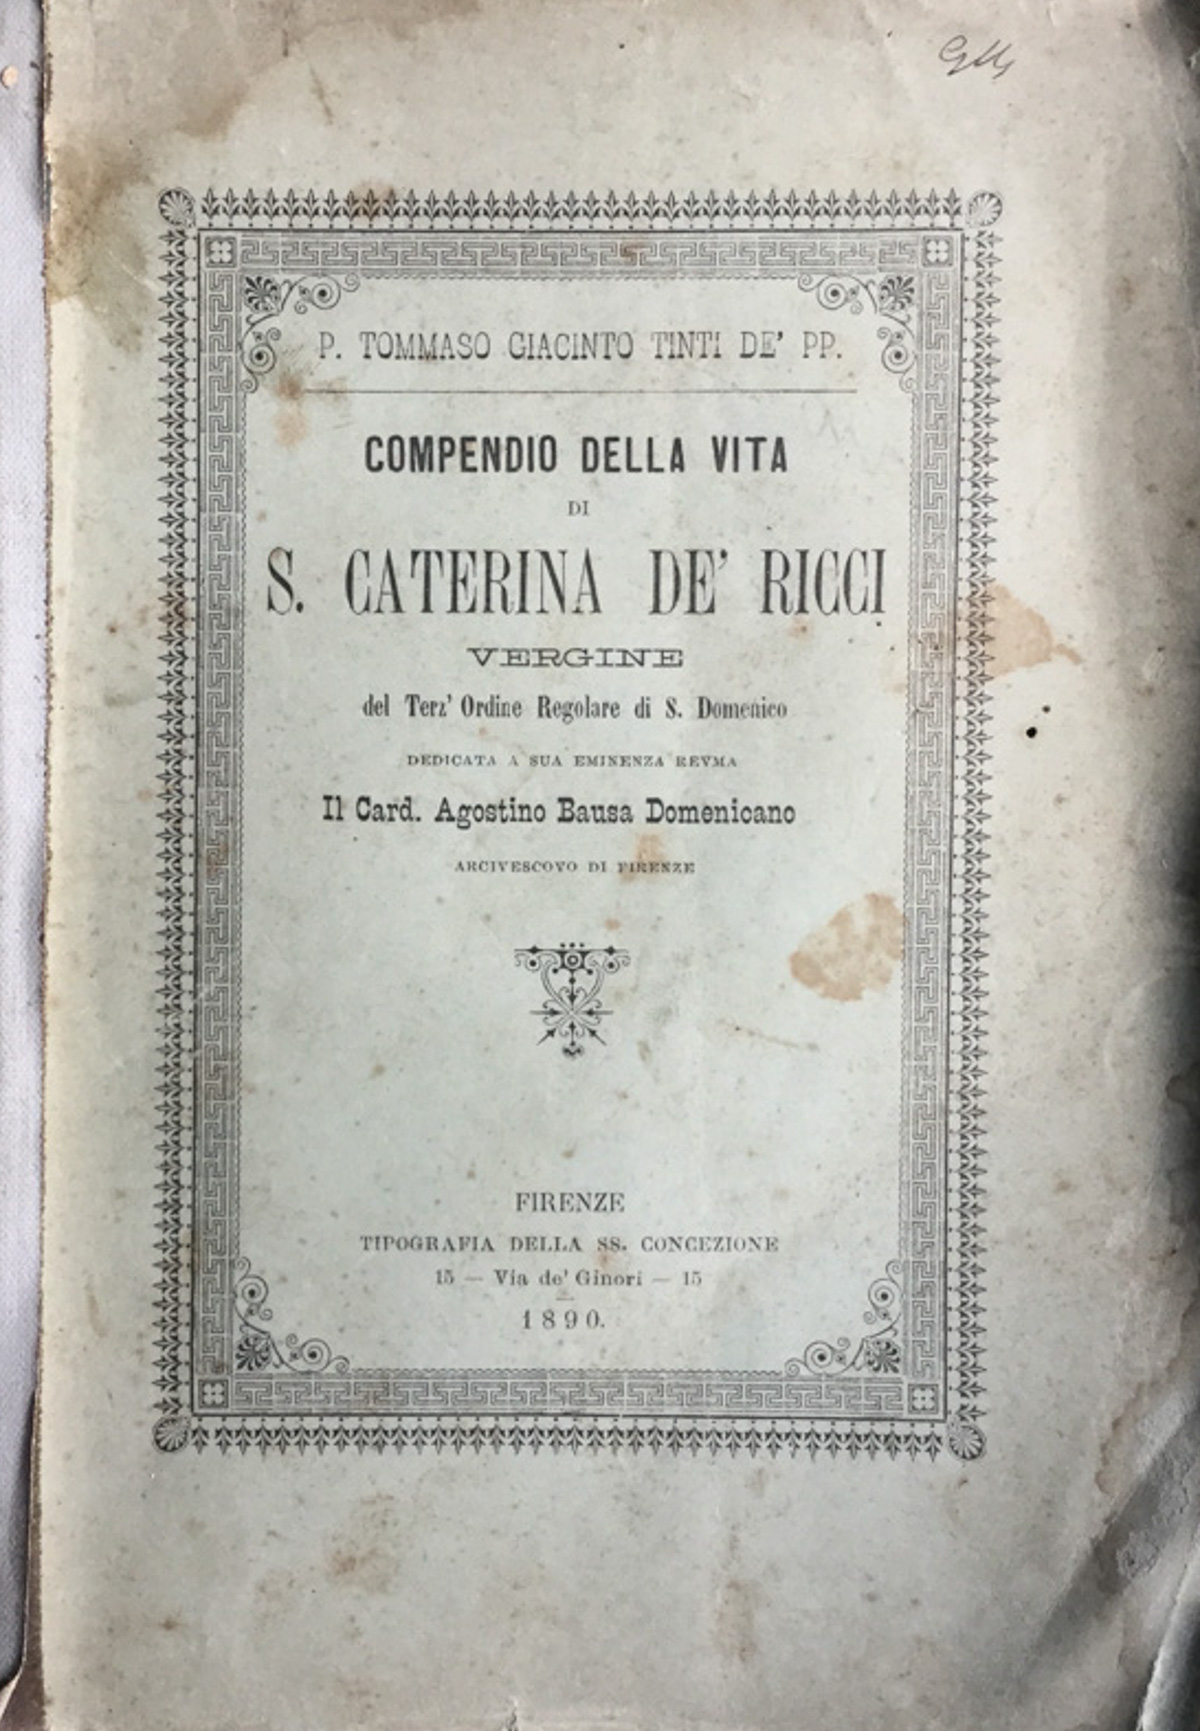 P. TOMMASO GIACINTO TINTI DE' PP.
COMPENDIO DELLA VITA
DI
S. CATERINA DE' RICCI
VERGINE
del Terz' Ordine Regolare di S. Domenico
DEDICATA A SUA EMINENZA REVMA
Il Card. Agostino Bausa Domenicano
ARCIVESCOVO DI FIRENZE
FIRENZE
TIPOGRAFIA DELLA SS. CONCEZIONE
15 — Via de' Ginori — 15
1890.